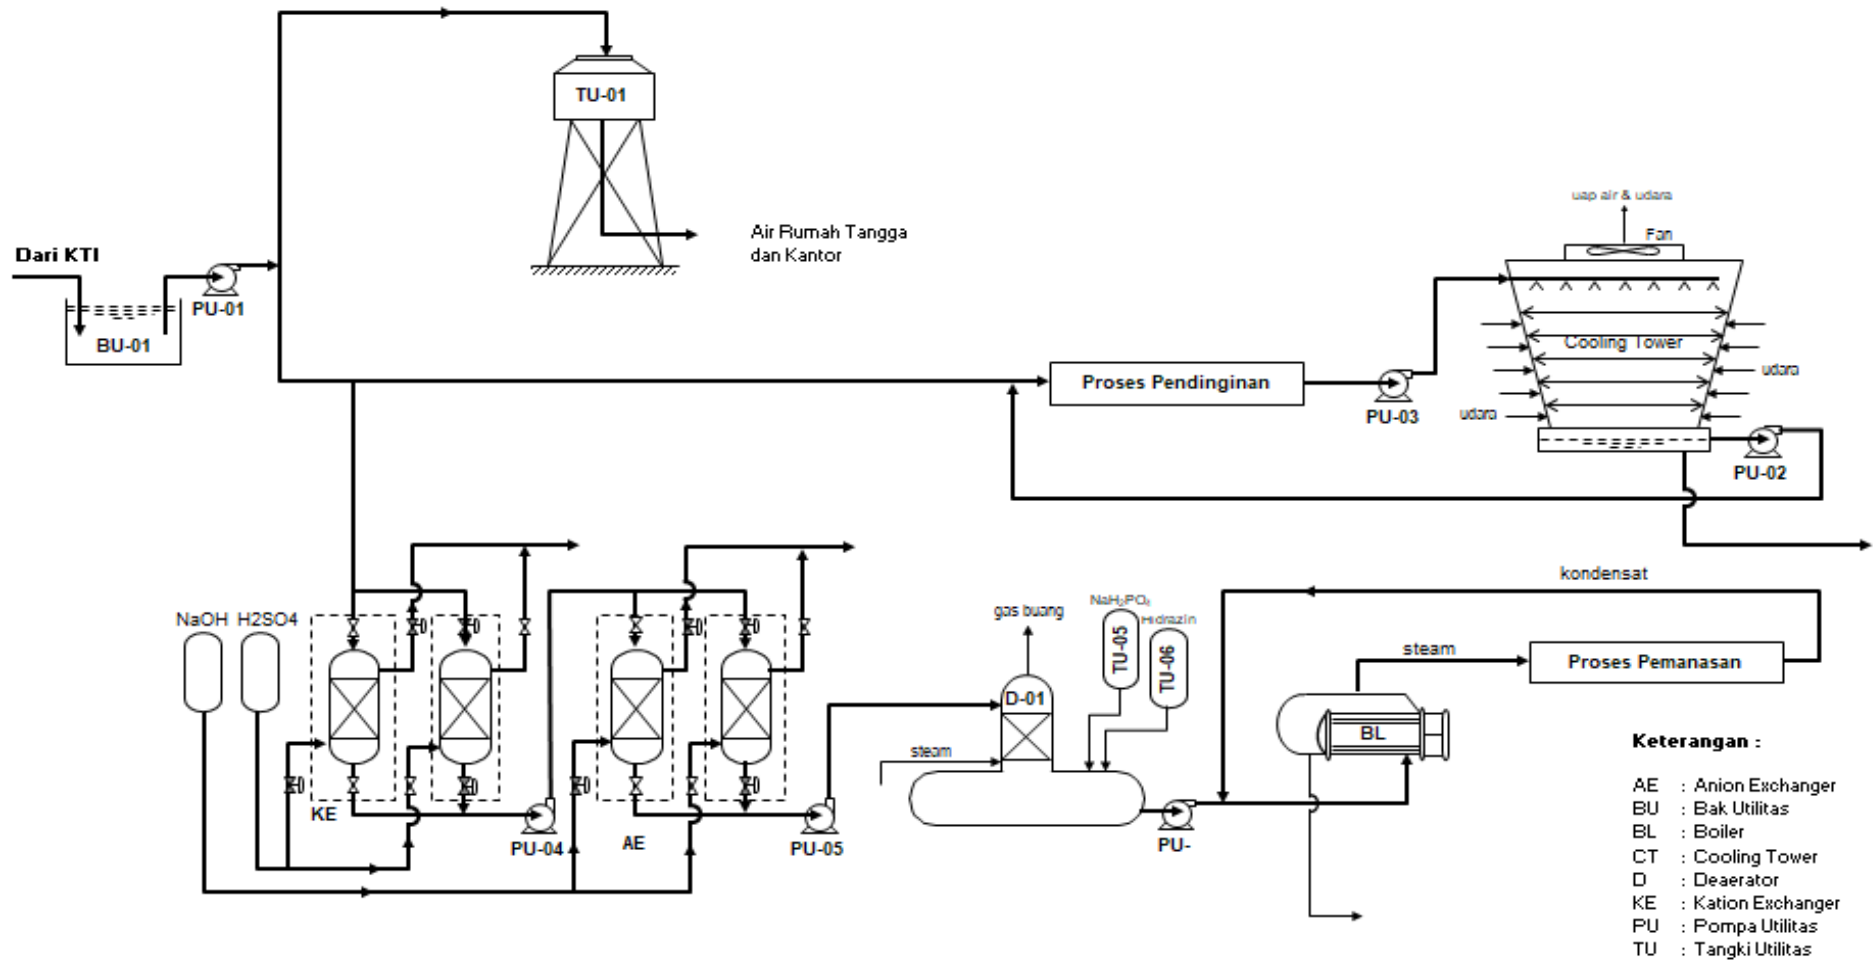 TU-01
uap air & udara
Fan
Air Rumah Tangga
dan Kantor
Dari KTI
PU-01
BU-01
Cooling Tower
udara
udara
Proses Pendinginan
PU-03
PU-02
kondensat
NaOH
H2SO4
gas buang
NaH₂PO₄
Hidrazin
TU-05
TU-06
steam
Proses Pemanasan
D-01
BL
steam
KE
PU-04
AE
PU-05
PU-
Keterangan :
AE : Anion Exchanger
BU : Bak Utilitas
BL : Boiler
CT : Cooling Tower
D : Deaerator
KE : Kation Exchanger
PU : Pompa Utilitas
TU : Tangki Utilitas